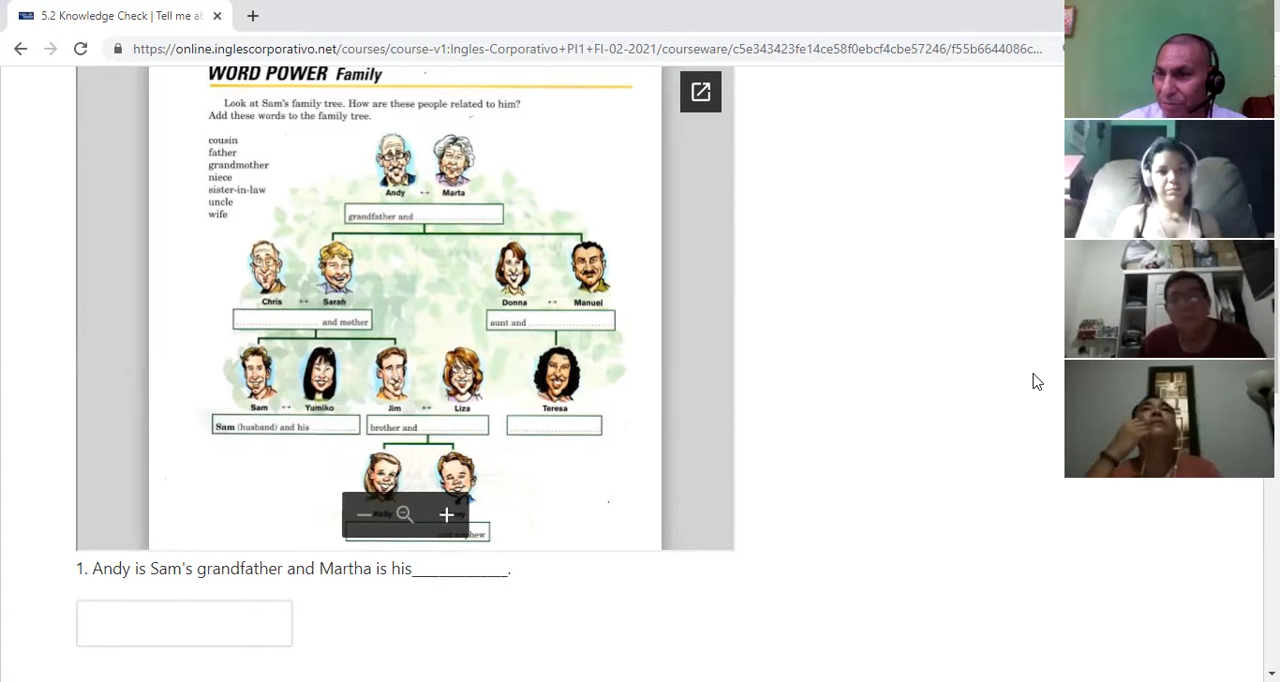 5.2 Knowledge Check | Tell me a
https://online.inglescorporativo.net/courses/course-v1:Ingles-Corporativo+PI1+FI-02-2021/courseware/c5e343423fe14ce58f0ebcf4cbe57246/f55b6644086c...
WORD POWER Family
Look at Sam's family tree. How are these people related to him?
Add these words to the family tree.
cousin
father
grandmother
niece
sister-in-law
uncle
wife
Andy ↔ Marta
grandfather and ....................
Chris ↔ Sarah
.................... and mother
Donna ↔ Manuel
aunt and ....................
Sam ↔ Yumiko
Jim ↔ Liza
Teresa
Sam (husband) and his ............
brother and ....................
....................
nephew
1. Andy is Sam's grandfather and Martha is his_____________.